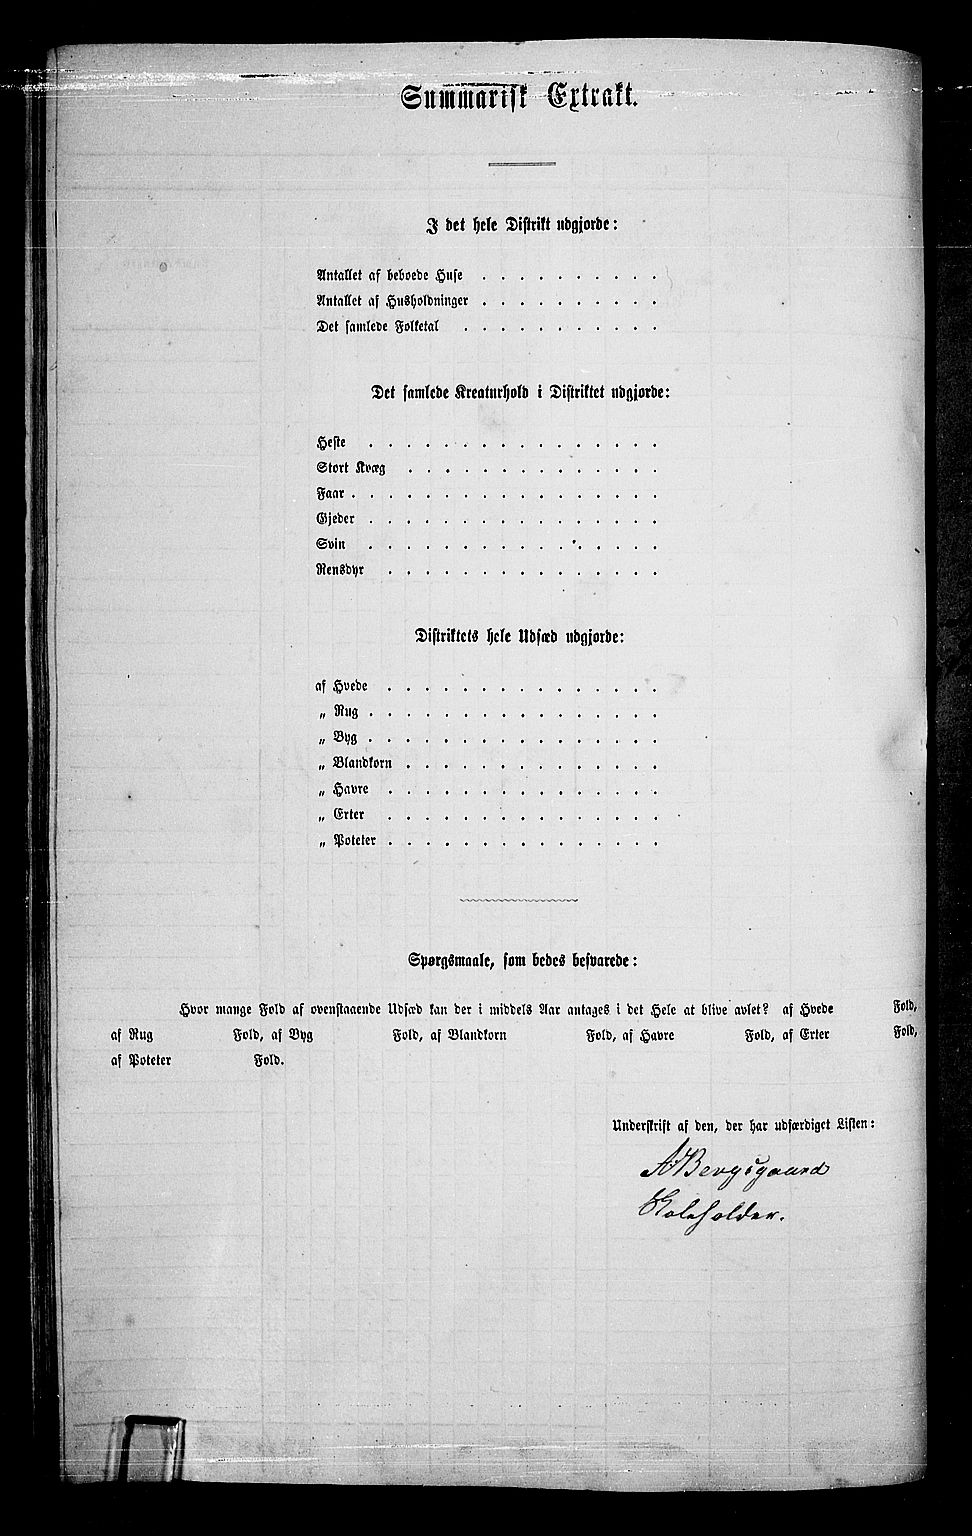 Summarisk Extrakt.
I det hele Distrikt udgjorde:
Antallet af beboede Huse . . . . . . . . . .
Antallet af Husholdninger . . . . . . . . . .
Det samlede Folketal . . . . . . . . . . .
Det samlede Kreaturhold i Distriktet udgjorde:
Heste . . . . . . . . . . . . . . . .
Stort Kvæg . . . . . . . . . . . . . .
Faar . . . . . . . . . . . . . . . . .
Gjeder . . . . . . . . . . . . . . . .
Svin . . . . . . . . . . . . . . . .
Rensdyr . . . . . . . . . . . . . . .
Distriktets hele Udsæd udgjorde:
af Hvede . . . . . . . . . . . . . . .
„ Rug . . . . . . . . . . . . . . . .
„ Byg . . . . . . . . . . . . . . . .
„ Blandkorn . . . . . . . . . . . . . .
„ Havre . . . . . . . . . . . . . . .
„ Erter . . . . . . . . . . . . . . .
„ Poteter . . . . . . . . . . . . . . .
Spørgsmaale, som bedes besvarede:
Hvor mange Fold af ovenstaaende Udsæd kan der i middels Aar antages i det Hele at blive avlet? af Hvede Fold,
af Rug Fold, af Byg Fold, af Blandkorn Fold, af Havre Fold, af Erter Fold,
af Poteter Fold.
Underskrift af den, der har udfærdiget Listen:
A Bergsgaard
Skoleholder.